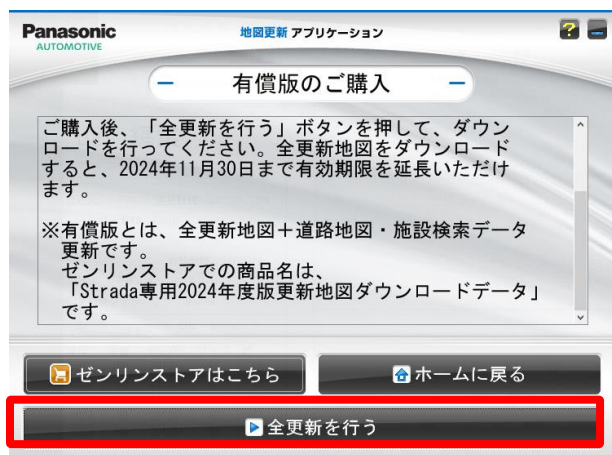 Panasonic
AUTOMOTIVE
地図更新 アプリケーション
?
有償版のご購入
ご購入後、「全更新を行う」ボタンを押して、ダウン
ロードを行ってください。全更新地図をダウンロード
すると、2024年11月30日まで有効期限を延長いただけ
ます。
※有償版とは、全更新地図＋道路地図・施設検索データ
更新です。
ゼンリンストアでの商品名は、
「Strada専用2024年度版更新地図ダウンロードデータ」
です。
ゼンリンストアはこちら
ホームに戻る
全更新を行う